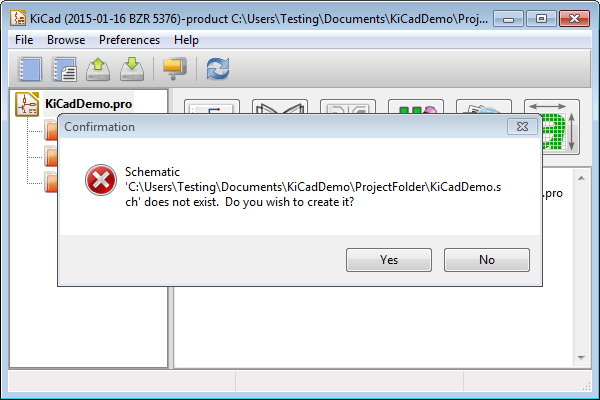 KiCad (2015-01-16 BZR 5376)-product C:\Users\Testing\Documents\KiCadDemo\Proj...
File Browse Preferences Help
KiCadDemo.pro
Confirmation
Schematic
'C:\Users\Testing\Documents\KiCadDemo\ProjectFolder\KiCadDemo.s
ch' does not exist. Do you wish to create it?
.pro
Yes No